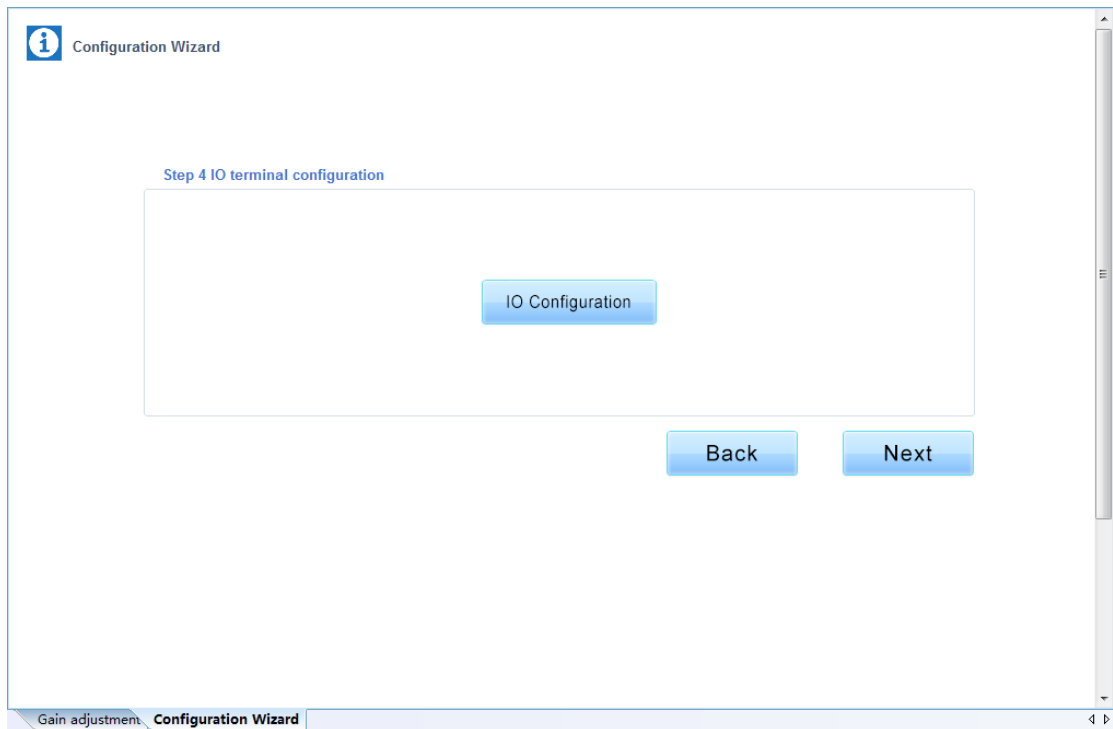 Configuration Wizard
Step 4 IO terminal configuration
IO Configuration
Back Next
Gain adjustment Configuration Wizard